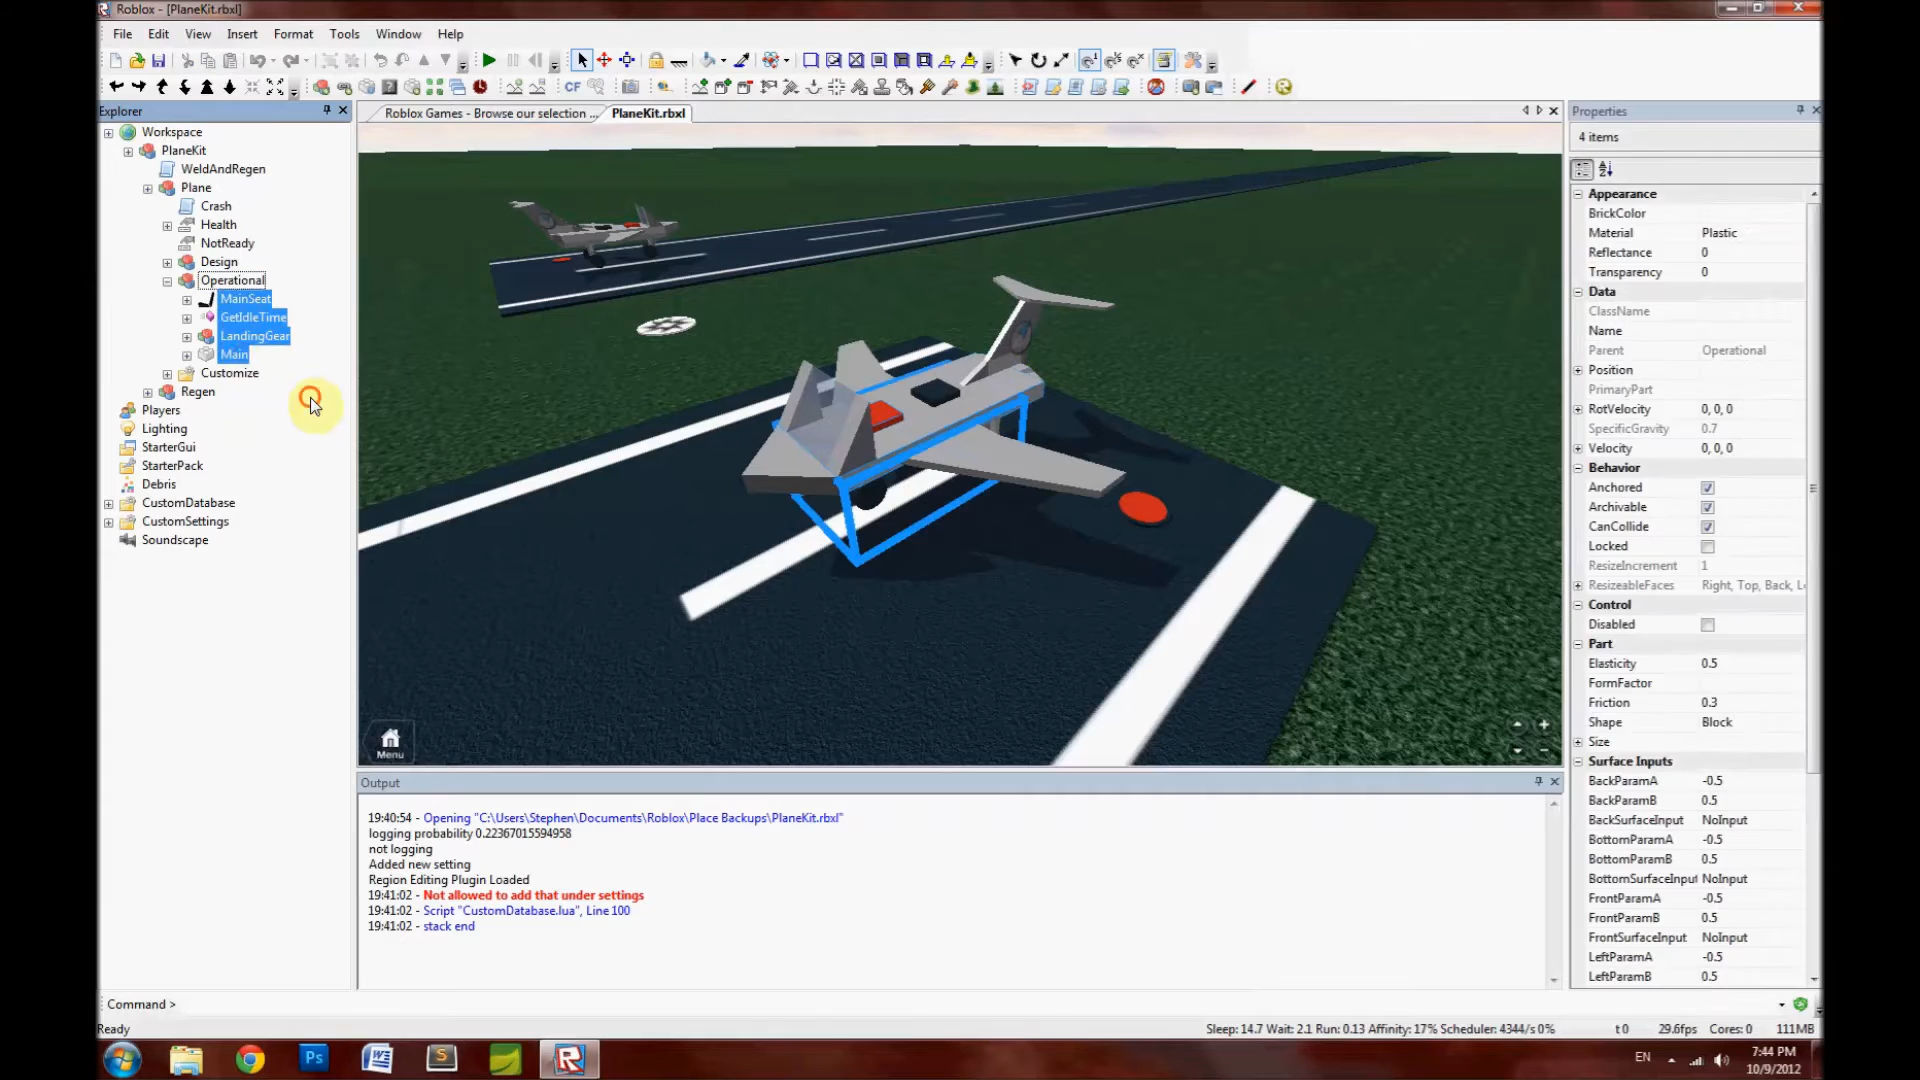 Roblox - [PlaneKit.rbxl]
File Edit View Insert Format Tools Window Help
CF
Explorer
Workspace
PlaneKit
WeldAndRegen
Plane
Crash
Health
NotReady
Design
Operational
MainSeat
GetIdleTime
LandingGear
Main
Customize
Regen
Players
Lighting
StarterGui
StarterPack
Debris
CustomDatabase
CustomSettings
Soundscape
Roblox Games - Browse our selection ... PlaneKit.rbxl
Menu
Output
19:40:54 - Opening "C:\Users\Stephen\Documents\Roblox\Place Backups\PlaneKit.rbxl"
logging probability 0.22367015594958
not logging
Added new setting
Region Editing Plugin Loaded
19:41:02 - Not allowed to add that under settings
19:41:02 - Script "CustomDatabase.lua", Line 100
19:41:02 - stack end
Properties
4 items
Appearance
BrickColor
Material Plastic
Reflectance 0
Transparency 0
Data
ClassName
Name
Parent Operational
Position
PrimaryPart
RotVelocity 0, 0, 0
SpecificGravity 0.7
Velocity 0, 0, 0
Behavior
Anchored
Archivable
CanCollide
Locked
ResizeIncrement 1
ResizeableFaces Right, Top, Back, L
Control
Disabled
Part
Elasticity 0.5
FormFactor
Friction 0.3
Shape Block
Size
Surface Inputs
BackParamA -0.5
BackParamB 0.5
BackSurfaceInput NoInput
BottomParamA -0.5
BottomParamB 0.5
BottomSurfaceInput NoInput
FrontParamA -0.5
FrontParamB 0.5
FrontSurfaceInput NoInput
LeftParamA -0.5
LeftParamB 0.5
Command >
Ready
Sleep: 14.7 Wait: 2.1 Run: 0.13 Affinity: 17% Scheduler: 4344/s 0% t 0 29.6fps Cores: 0 111MB
Ps
EN
7:44 PM
10/9/2012